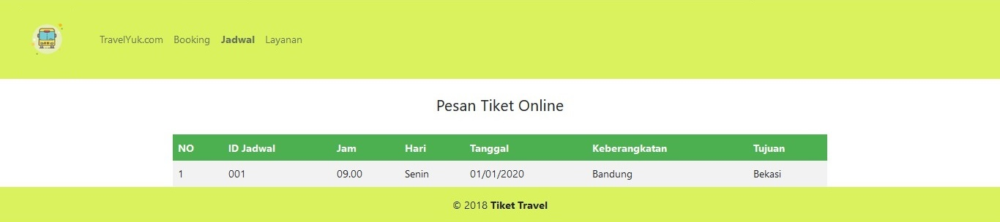 TravelYuk.com Booking Jadwal Layanan
Pesan Tiket Online
NO ID Jadwal Jam Hari Tanggal Keberangkatan Tujuan
1 001 09.00 Senin 01/01/2020 Bandung Bekasi
© 2018 Tiket Travel